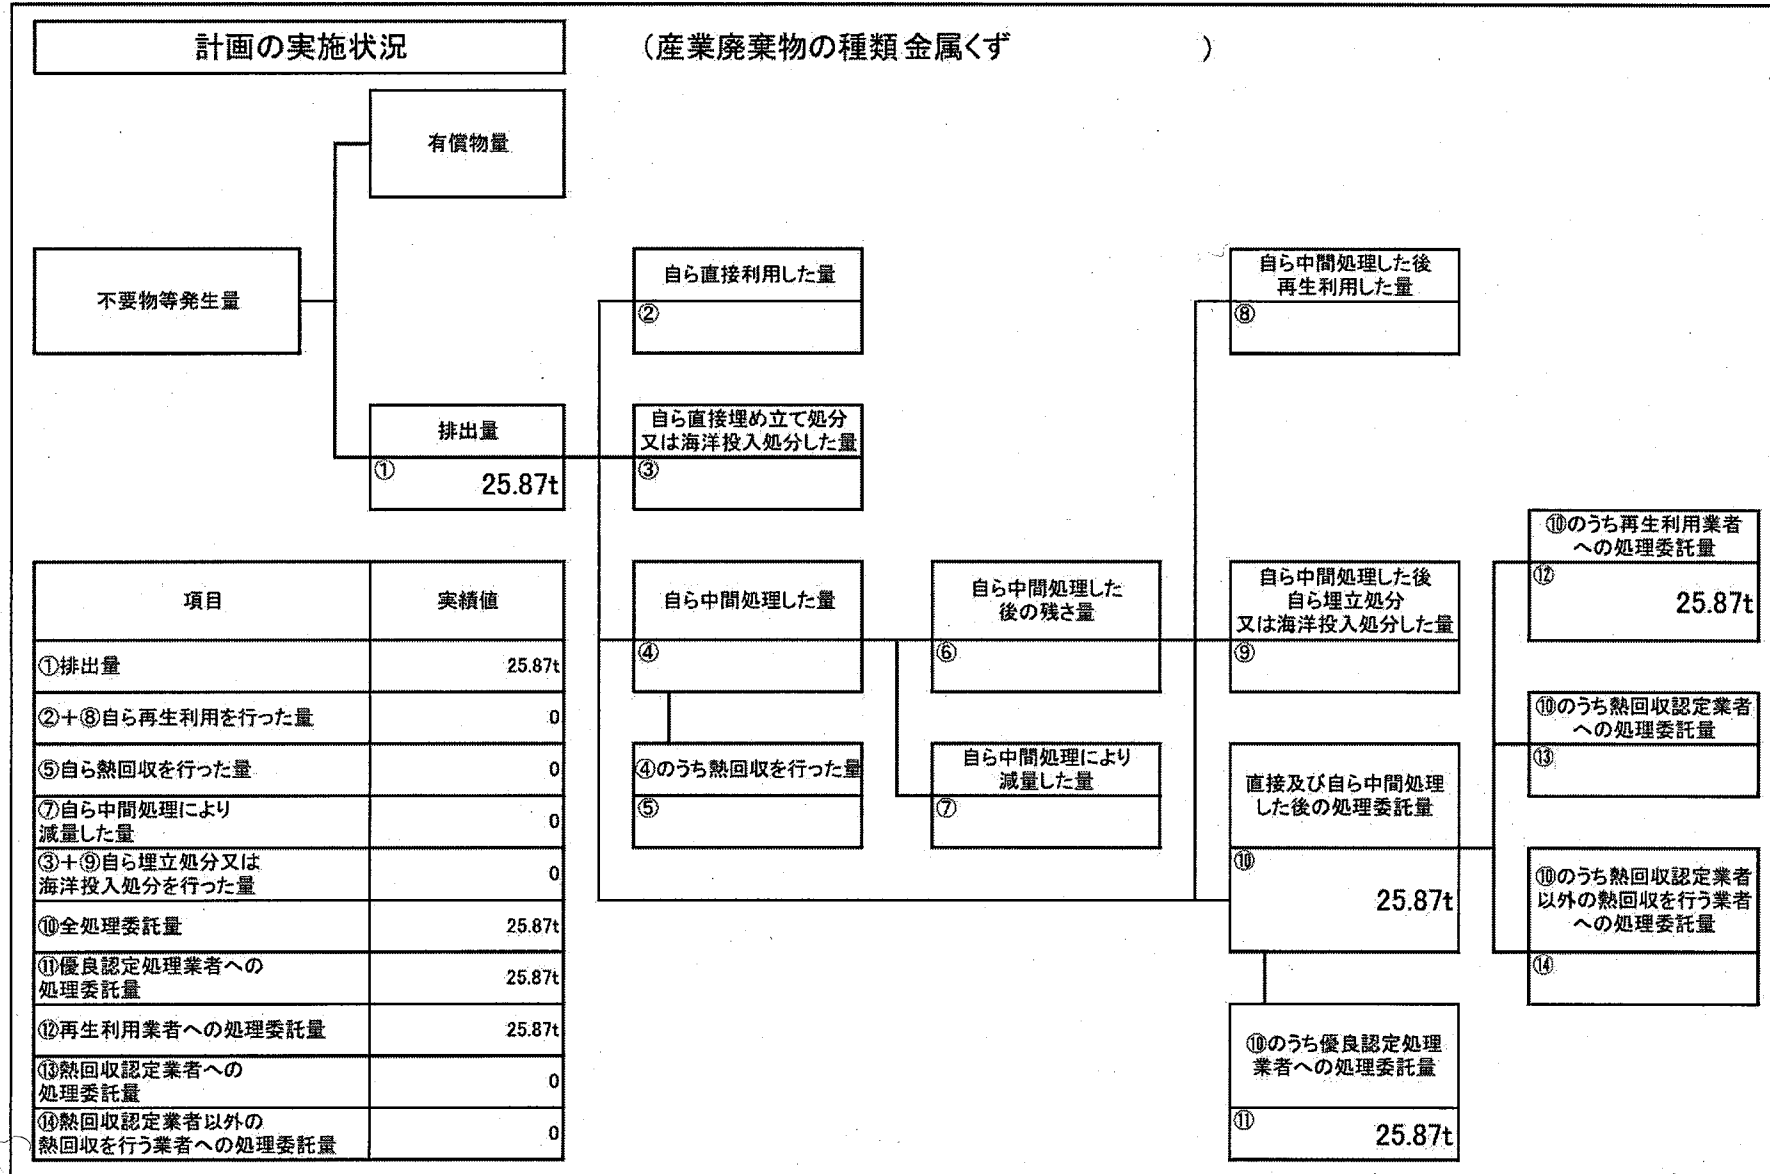 計画の実施状況
(産業廃棄物の種類 金属くず )
有償物量
不要物等発生量
排出量
①
25.87t
自ら直接利用した量
②
自ら直接埋め立て処分
又は海洋投入処分した量
③
自ら中間処理した量
④
④のうち熱回収を行った量
⑤
自ら中間処理した
後の残さ量
⑥
自ら中間処理により
減量した量
⑦
自ら中間処理した後
再生利用した量
⑧
自ら中間処理した後
自ら埋立処分
又は海洋投入処分した量
⑨
直接及び自ら中間処理
した後の処理委託量
⑩
25.87t
⑩のうち優良認定処理
業者への処理委託量
⑪
25.87t
⑩のうち再生利用業者
への処理委託量
⑫
25.87t
⑩のうち熱回収認定業者
への処理委託量
⑬
⑩のうち熱回収認定業者
以外の熱回収を行う業者
への処理委託量
⑭
項目 実績値
①排出量 25.87t
②+⑧自ら再生利用を行った量 0
⑤自ら熱回収を行った量 0
⑦自ら中間処理により
減量した量 0
③+⑨自ら埋立処分又は
海洋投入処分を行った量 0
⑩全処理委託量 25.87t
⑪優良認定処理業者への
処理委託量 25.87t
⑫再生利用業者への処理委託量 25.87t
⑬熱回収認定業者への
処理委託量 0
⑭熱回収認定業者以外の
熱回収を行う業者への処理委託量 0